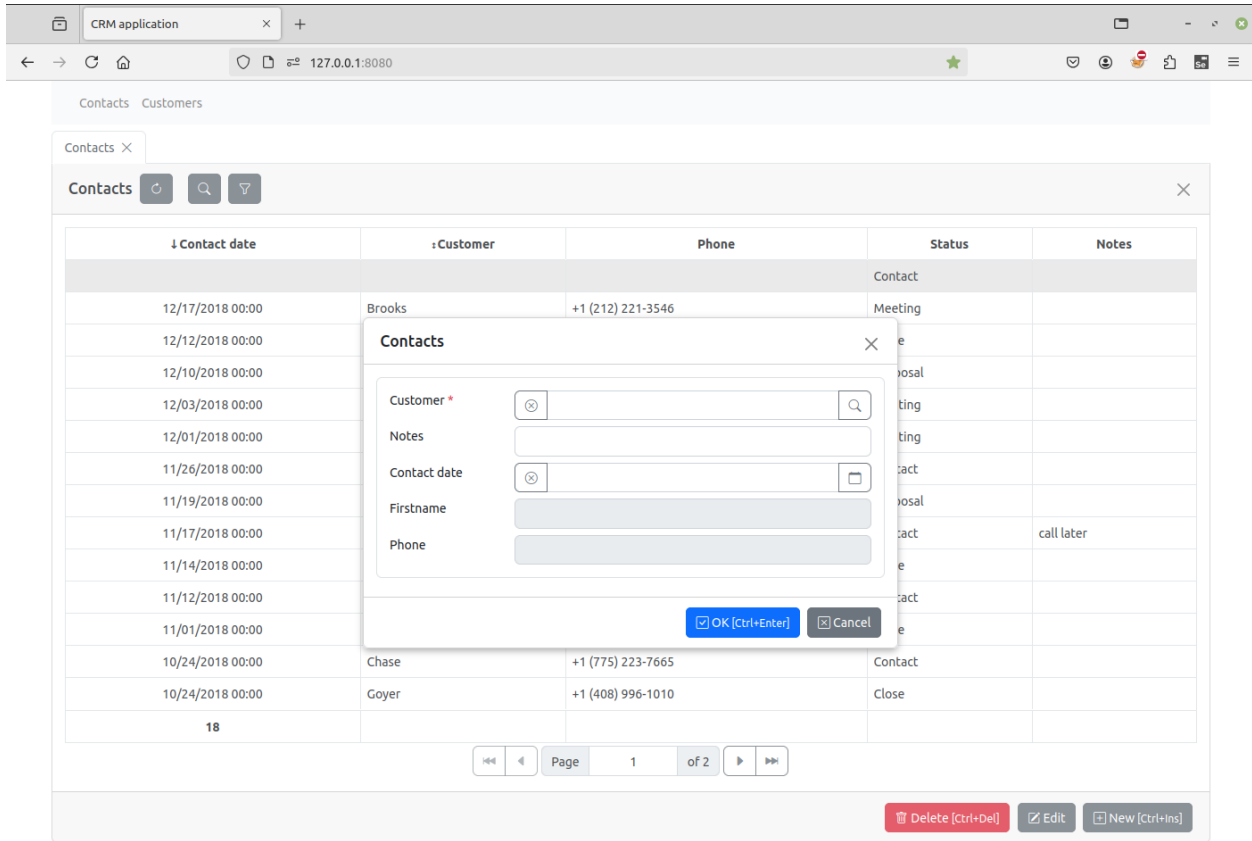 CRM application
127.0.0.1:8080
Contacts Customers
Contacts
Contacts
Contact date Customer Phone Status Notes
Contact
12/17/2018 00:00 Brooks +1 (212) 221-3546 Meeting
12/12/2018 00:00
12/10/2018 00:00
12/03/2018 00:00
12/01/2018 00:00
11/26/2018 00:00
11/19/2018 00:00
11/17/2018 00:00 call later
11/14/2018 00:00
11/12/2018 00:00
11/01/2018 00:00
Contacts
Customer *
Notes
Contact date
Firstname
Phone
OK [Ctrl+Enter] Cancel
10/24/2018 00:00 Chase +1 (775) 223-7665 Contact
10/24/2018 00:00 Goyer +1 (408) 996-1010 Close
18
Page 1 of 2
Delete [Ctrl+Del] Edit New [Ctrl+Ins]